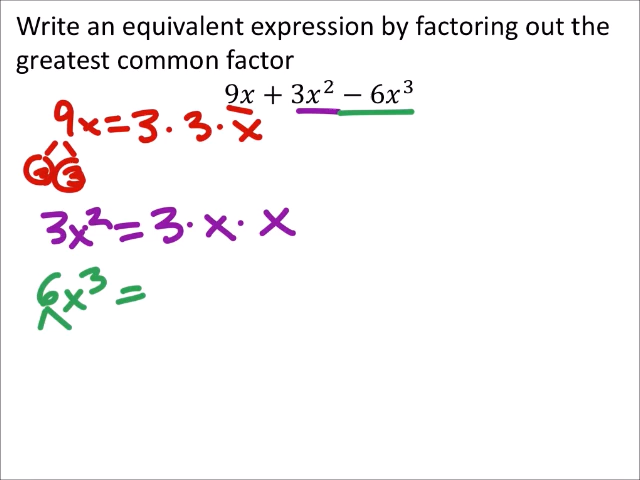 Write an equivalent expression by factoring out the
greatest common factor
9x + 3x² − 6x³
9x = 3 · 3 · x
3 3
3x² = 3 · x · x
6x³ =